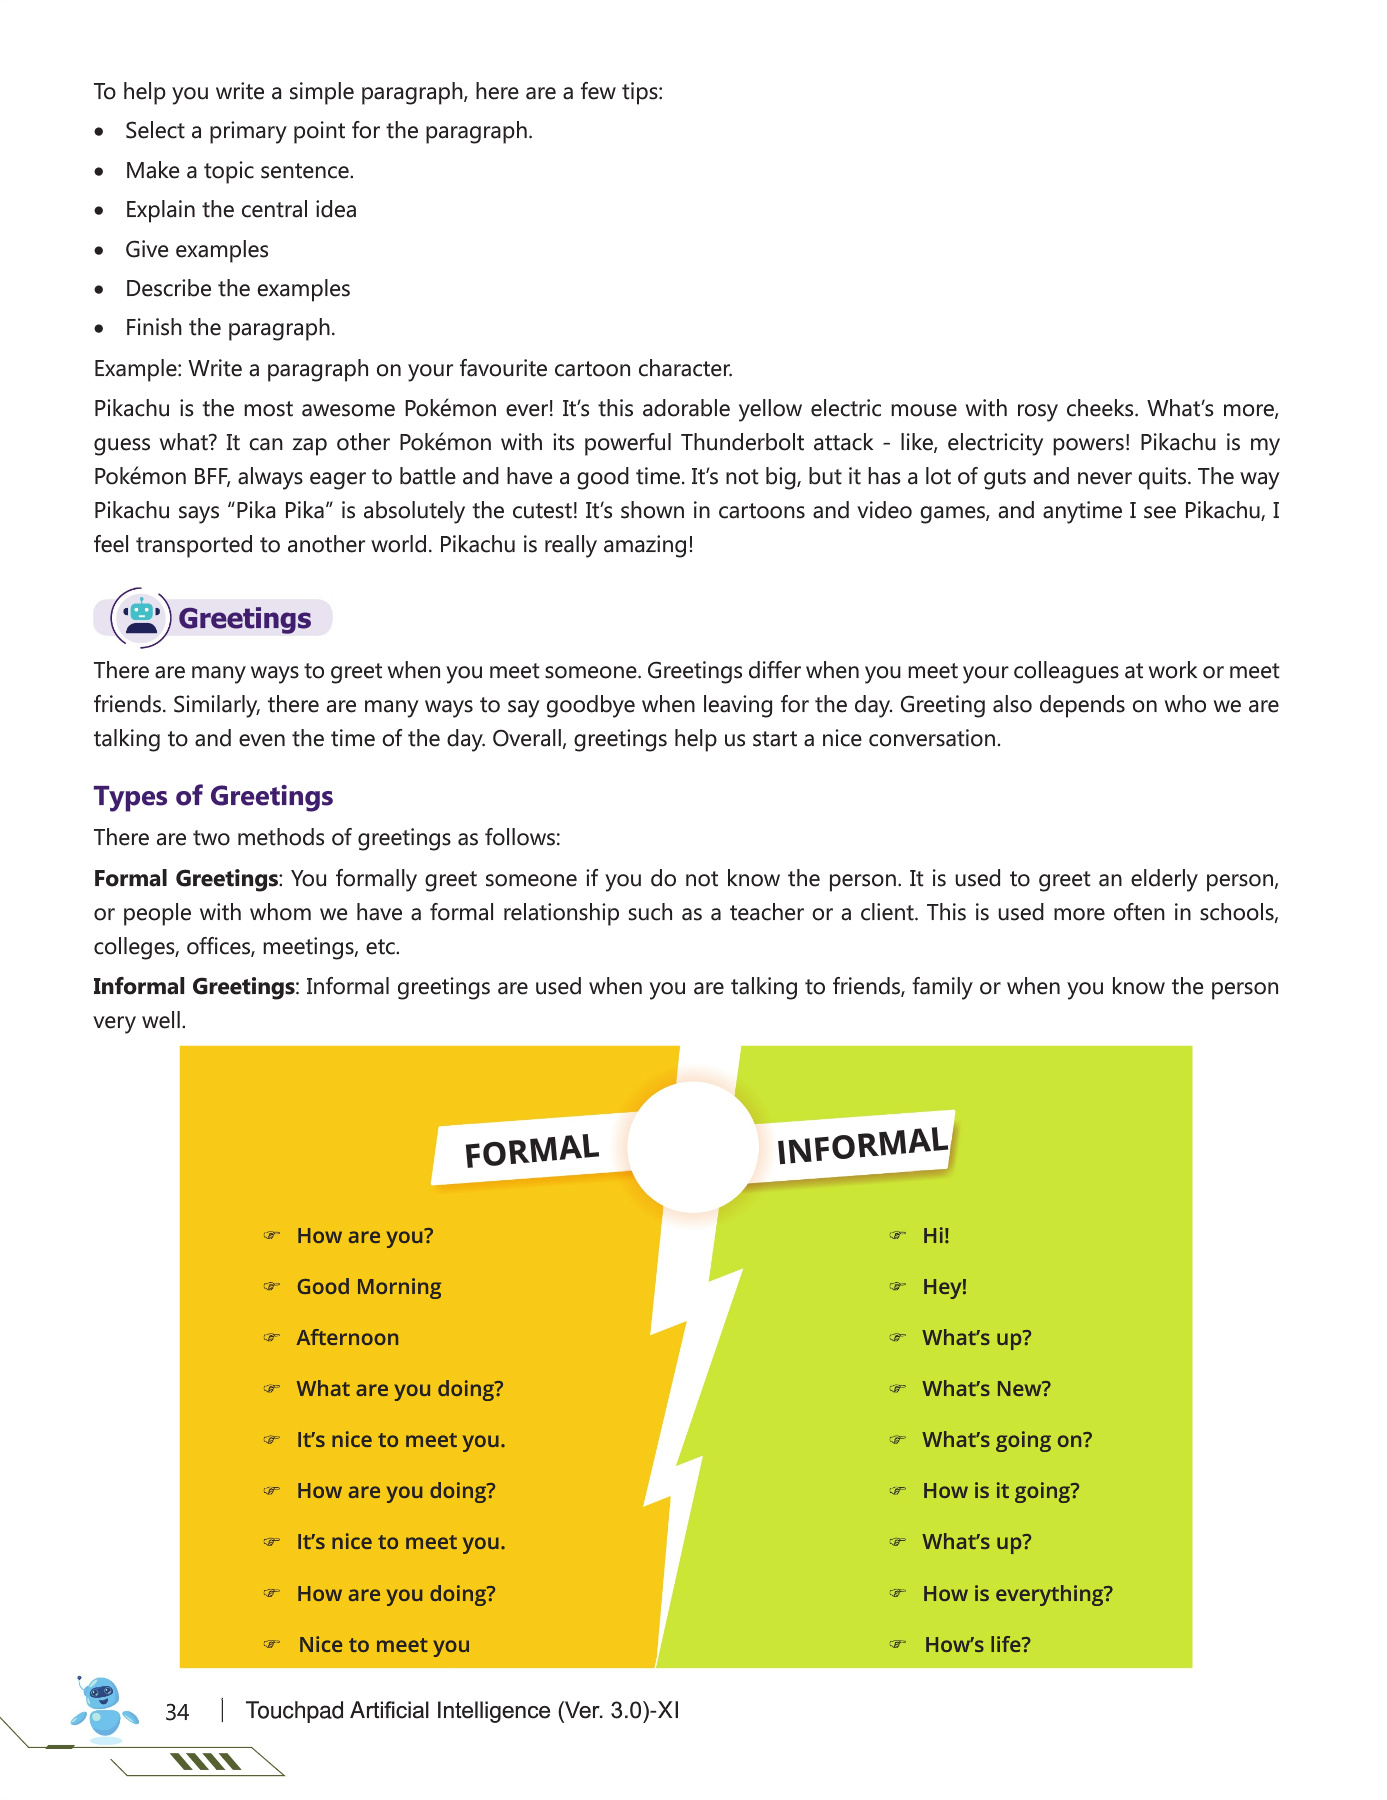 To help you write a simple paragraph, here are a few tips:
• Select a primary point for the paragraph.
• Make a topic sentence.
• Explain the central idea
• Give examples
• Describe the examples
• Finish the paragraph.
Example: Write a paragraph on your favourite cartoon character.
Pikachu is the most awesome Pokémon ever! It’s this adorable yellow electric mouse with rosy cheeks. What’s more,
guess what? It can zap other Pokémon with its powerful Thunderbolt attack - like, electricity powers! Pikachu is my
Pokémon BFF, always eager to battle and have a good time. It’s not big, but it has a lot of guts and never quits. The way
Pikachu says “Pika Pika” is absolutely the cutest! It’s shown in cartoons and video games, and anytime I see Pikachu, I
feel transported to another world. Pikachu is really amazing!
Greetings
There are many ways to greet when you meet someone. Greetings differ when you meet your colleagues at work or meet
friends. Similarly, there are many ways to say goodbye when leaving for the day. Greeting also depends on who we are
talking to and even the time of the day. Overall, greetings help us start a nice conversation.
Types of Greetings
There are two methods of greetings as follows:
Formal Greetings: You formally greet someone if you do not know the person. It is used to greet an elderly person,
or people with whom we have a formal relationship such as a teacher or a client. This is used more often in schools,
colleges, offices, meetings, etc.
Informal Greetings: Informal greetings are used when you are talking to friends, family or when you know the person
very well.
FORMAL
☞ How are you?
☞ Good Morning
☞ Afternoon
☞ What are you doing?
☞ It’s nice to meet you.
☞ How are you doing?
☞ It’s nice to meet you.
☞ How are you doing?
☞ Nice to meet you
INFORMAL
☞ Hi!
☞ Hey!
☞ What’s up?
☞ What’s New?
☞ What’s going on?
☞ How is it going?
☞ What’s up?
☞ How is everything?
☞ How’s life?
34 | Touchpad Artificial Intelligence (Ver. 3.0)-XI